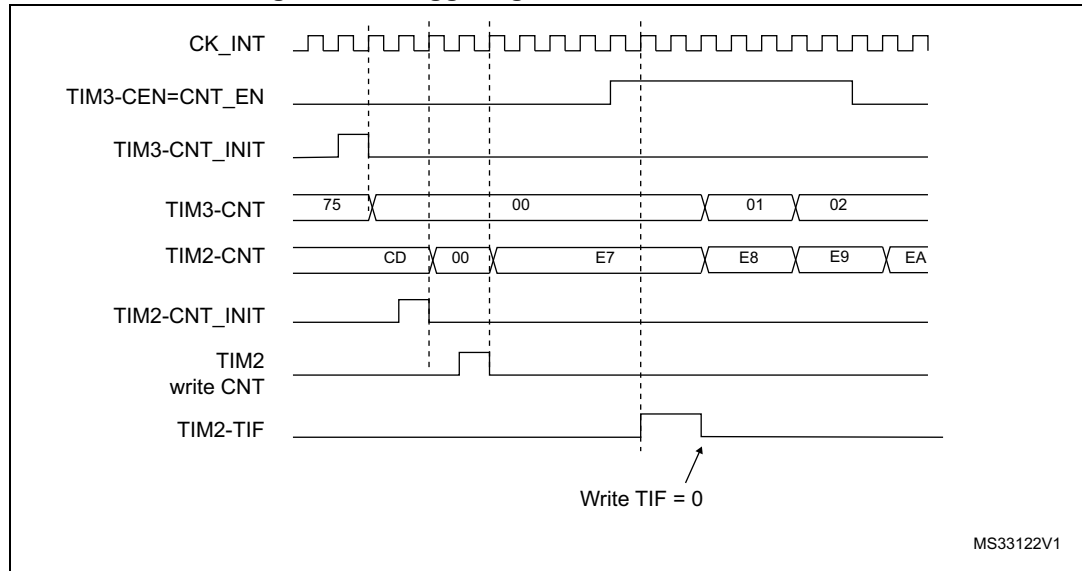 CK_INT
TIM3-CEN=CNT_EN
TIM3-CNT_INIT
TIM3-CNT 75 00 01 02
TIM2-CNT CD 00 E7 E8 E9 EA
TIM2-CNT_INIT
TIM2
write CNT
TIM2-TIF
Write TIF = 0
MS33122V1